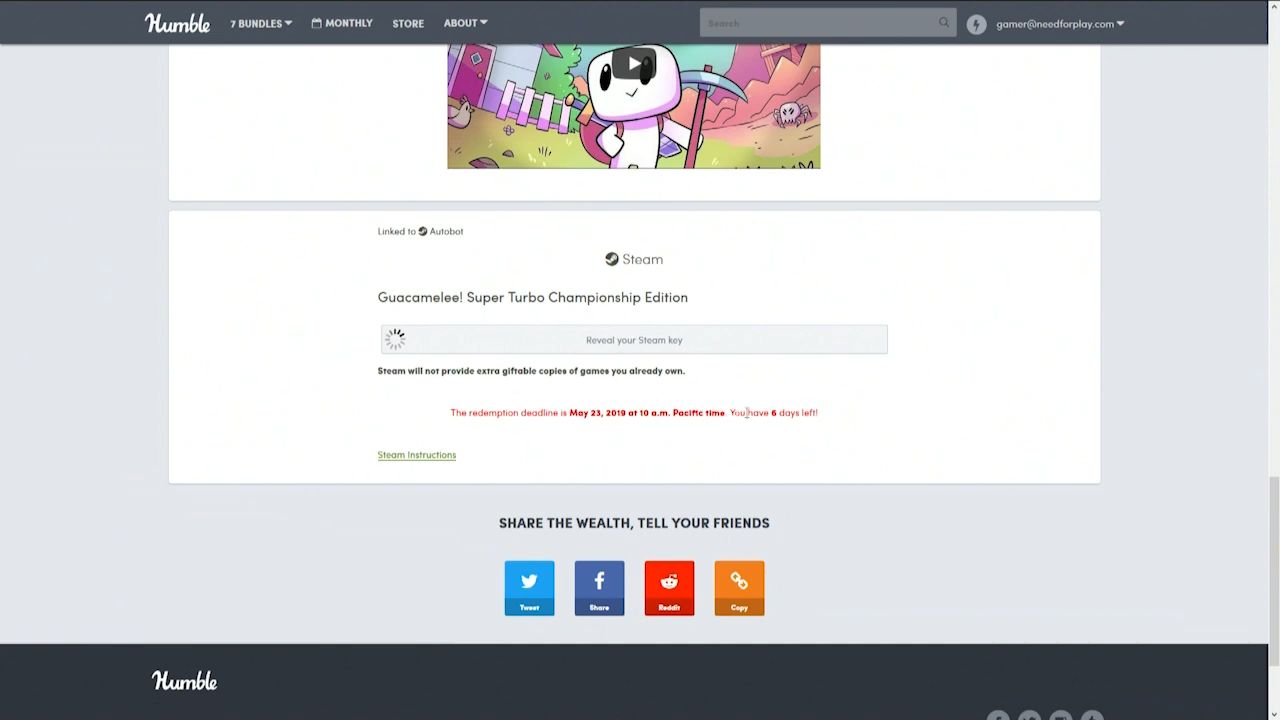 Humble
7 BUNDLES
MONTHLY
STORE
ABOUT
Search
gamer@needforplay.com
Linked to Autobot
Steam
Guacamelee! Super Turbo Championship Edition
Reveal your Steam key
Steam will not provide extra giftable copies of games you already own.
The redemption deadline is May 23, 2019 at 10 a.m. Pacific time. You have 6 days left!
Steam Instructions
SHARE THE WEALTH, TELL YOUR FRIENDS
Tweet
Share
Reddit
Copy
Humble